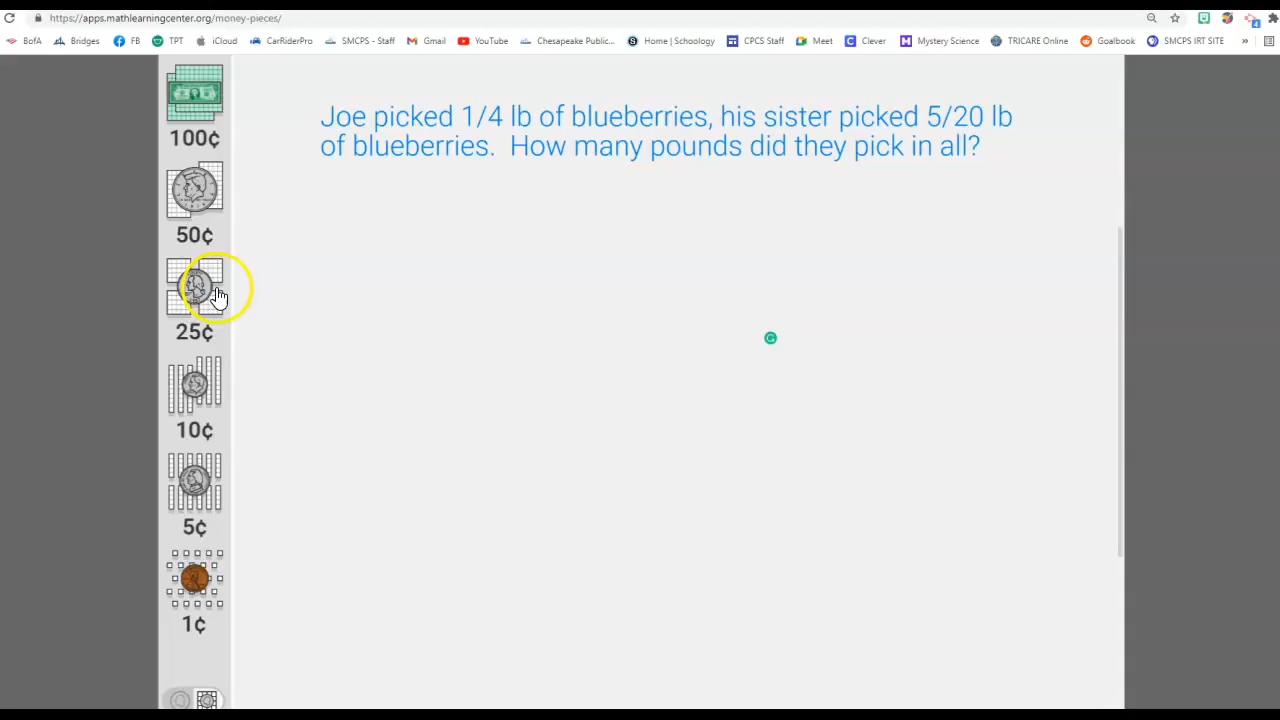 https://apps.mathlearningcenter.org/money-pieces/
BofA Bridges FB TPT iCloud CarRiderPro SMCPS - Staff Gmail YouTube Chesapeake Public... Home | Schoology CPCS Staff Meet Clever Mystery Science TRICARE Online Goalbook SMCPS IRT SITE »
Joe picked 1/4 lb of blueberries, his sister picked 5/20 lb
of blueberries. How many pounds did they pick in all?
100¢
50¢
25¢
10¢
5¢
1¢